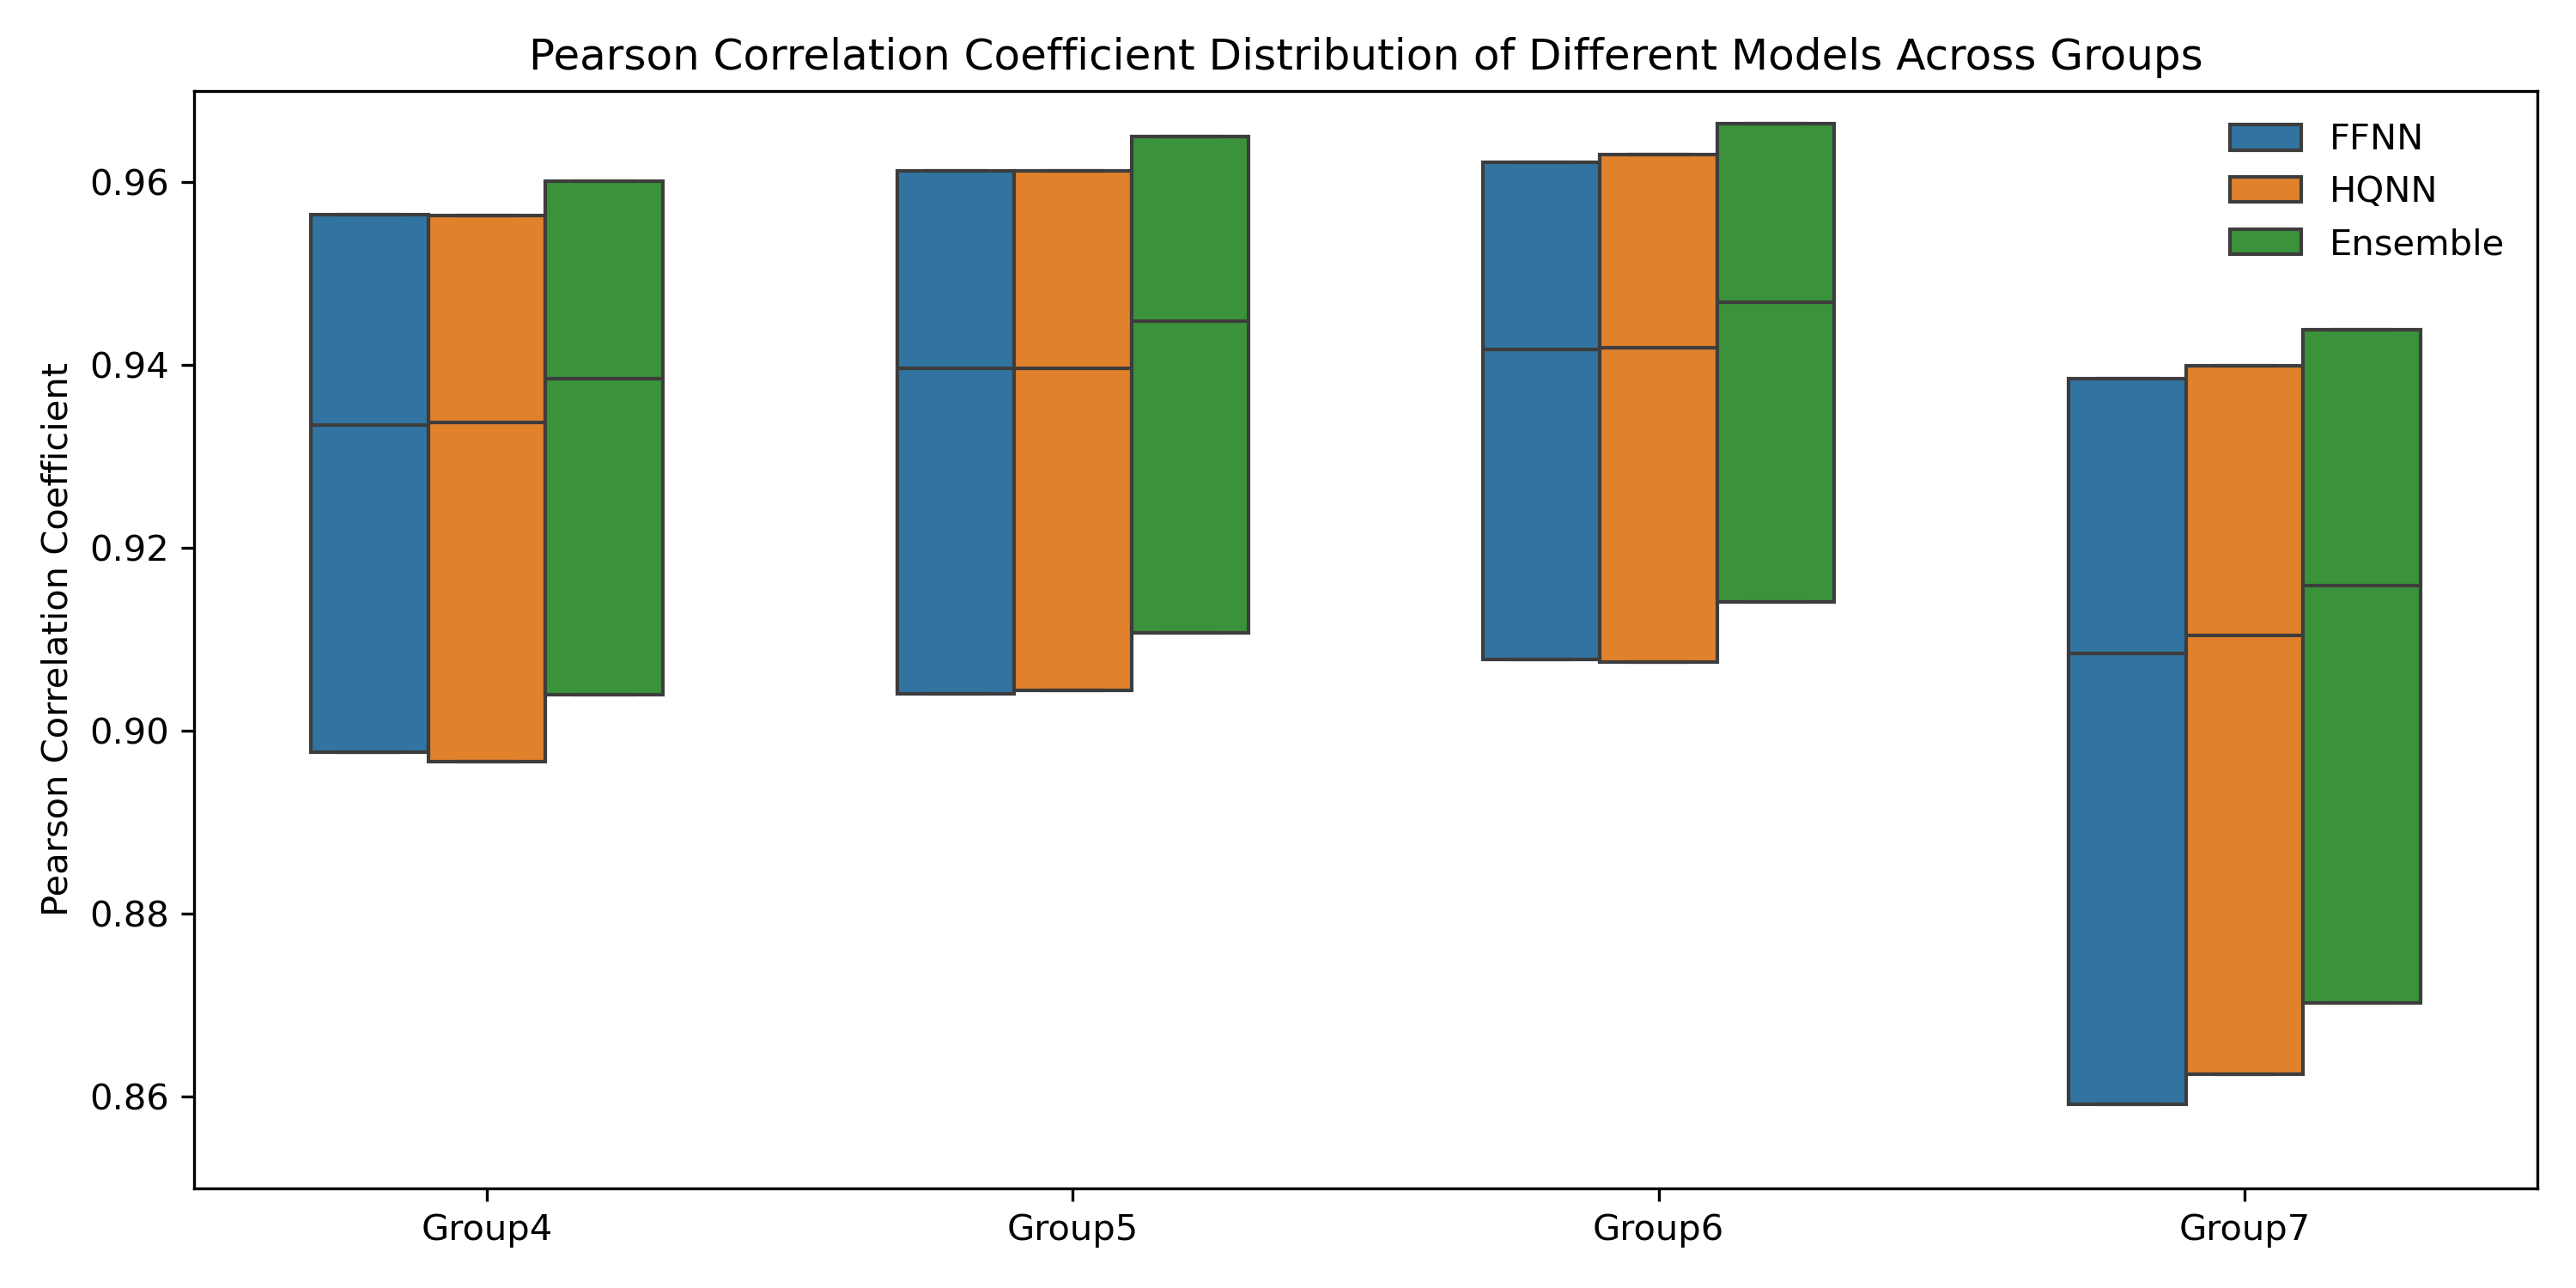 Pearson Correlation Coefficient Distribution of Different Models Across Groups
FFNN
HQNN
Ensemble
Pearson Correlation Coefficient
0.96
0.94
0.92
0.90
0.88
0.86
Group4
Group5
Group6
Group7